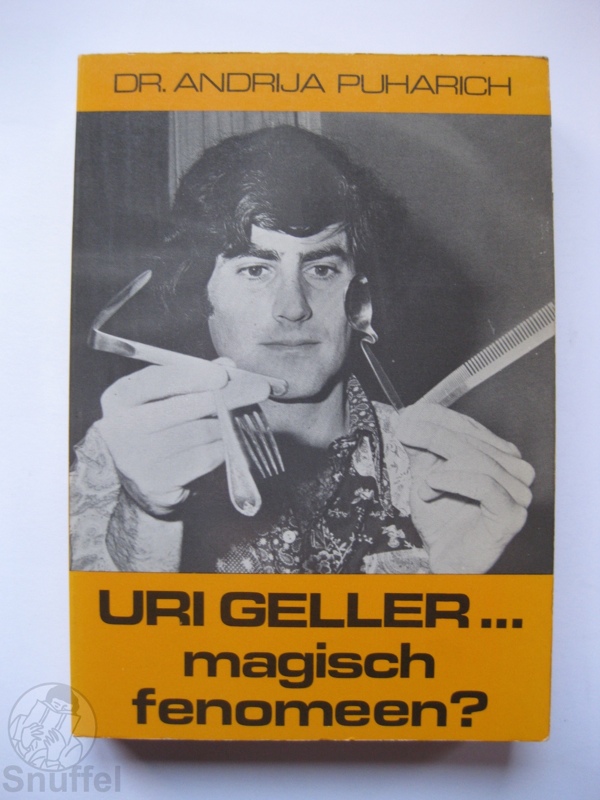 DR. ANDRIJA PUHARICH
URI GELLER...
magisch
fenomeen?
Snuffel